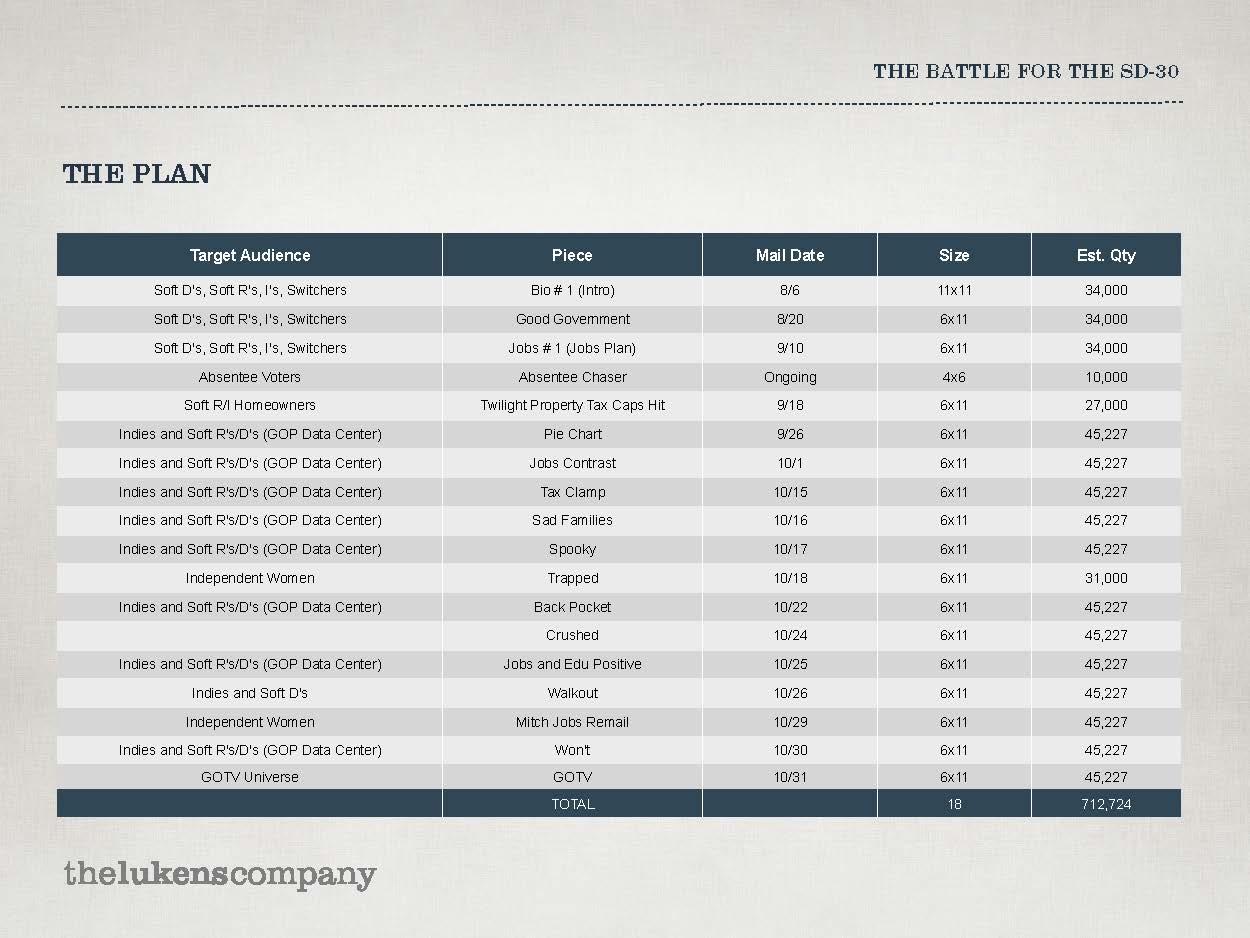 THE BATTLE FOR THE SD-30
THE PLAN
Target Audience Piece Mail Date Size Est. Qty
Soft D's, Soft R's, I's, Switchers Bio # 1 (Intro) 8/6 11x11 34,000
Soft D's, Soft R's, I's, Switchers Good Government 8/20 6x11 34,000
Soft D's, Soft R's, I's, Switchers Jobs # 1 (Jobs Plan) 9/10 6x11 34,000
Absentee Voters Absentee Chaser Ongoing 4x6 10,000
Soft R/I Homeowners Twilight Property Tax Caps Hit 9/18 6x11 27,000
Indies and Soft R's/D's (GOP Data Center) Pie Chart 9/26 6x11 45,227
Indies and Soft R's/D's (GOP Data Center) Jobs Contrast 10/1 6x11 45,227
Indies and Soft R's/D's (GOP Data Center) Tax Clamp 10/15 6x11 45,227
Indies and Soft R's/D's (GOP Data Center) Sad Families 10/16 6x11 45,227
Indies and Soft R's/D's (GOP Data Center) Spooky 10/17 6x11 45,227
Independent Women Trapped 10/18 6x11 31,000
Indies and Soft R's/D's (GOP Data Center) Back Pocket 10/22 6x11 45,227
Crushed 10/24 6x11 45,227
Indies and Soft R's/D's (GOP Data Center) Jobs and Edu Positive 10/25 6x11 45,227
Indies and Soft D's Walkout 10/26 6x11 45,227
Independent Women Mitch Jobs Remail 10/29 6x11 45,227
Indies and Soft R's/D's (GOP Data Center) Won't 10/30 6x11 45,227
GOTV Universe GOTV 10/31 6x11 45,227
TOTAL 18 712,724
thelukenscompany